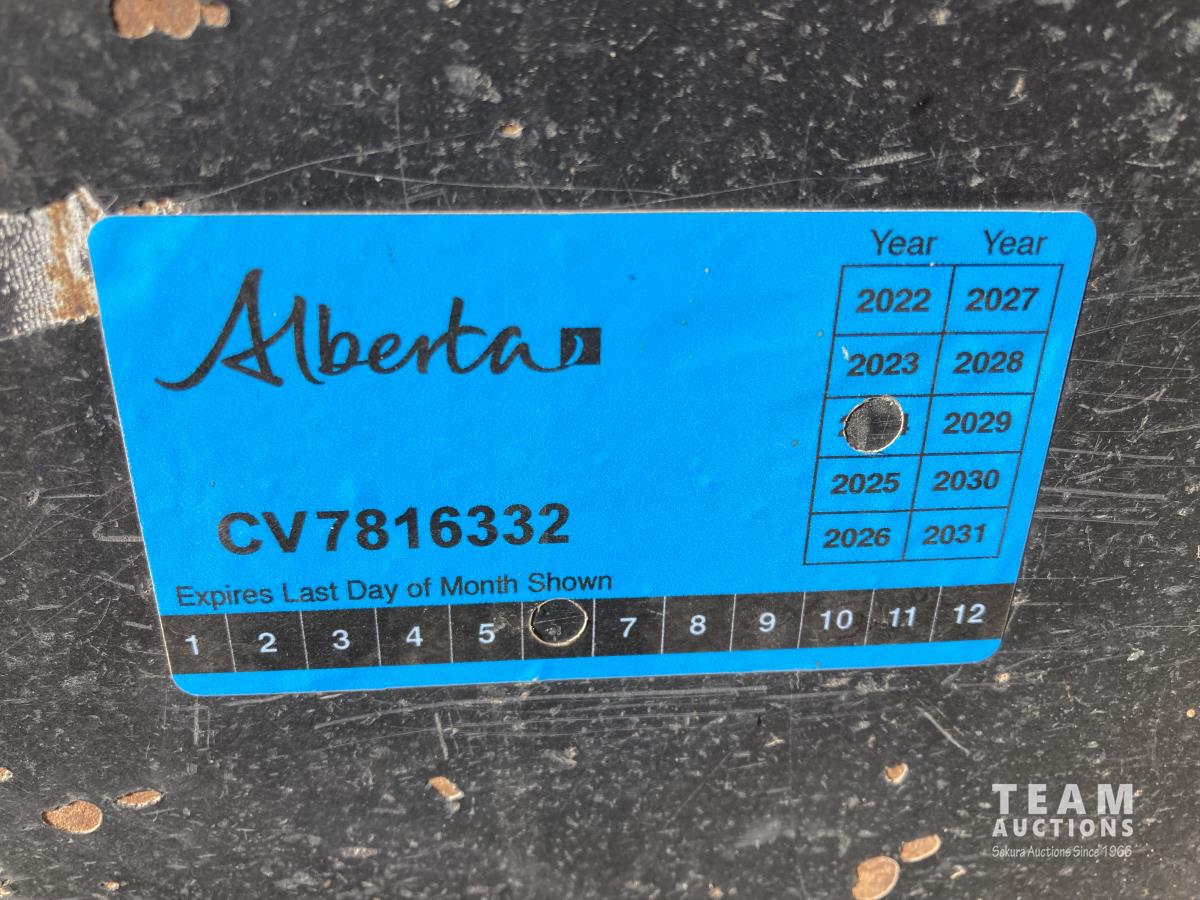 Alberta
Year Year
2022 2027
2023 2028
2029
2025 2030
2026 2031
CV7816332
Expires Last Day of Month Shown
1 2 3 4 5 7 8 9 10 11 12
TEAM
AUCTIONS
Sakura Auctions Since 1966